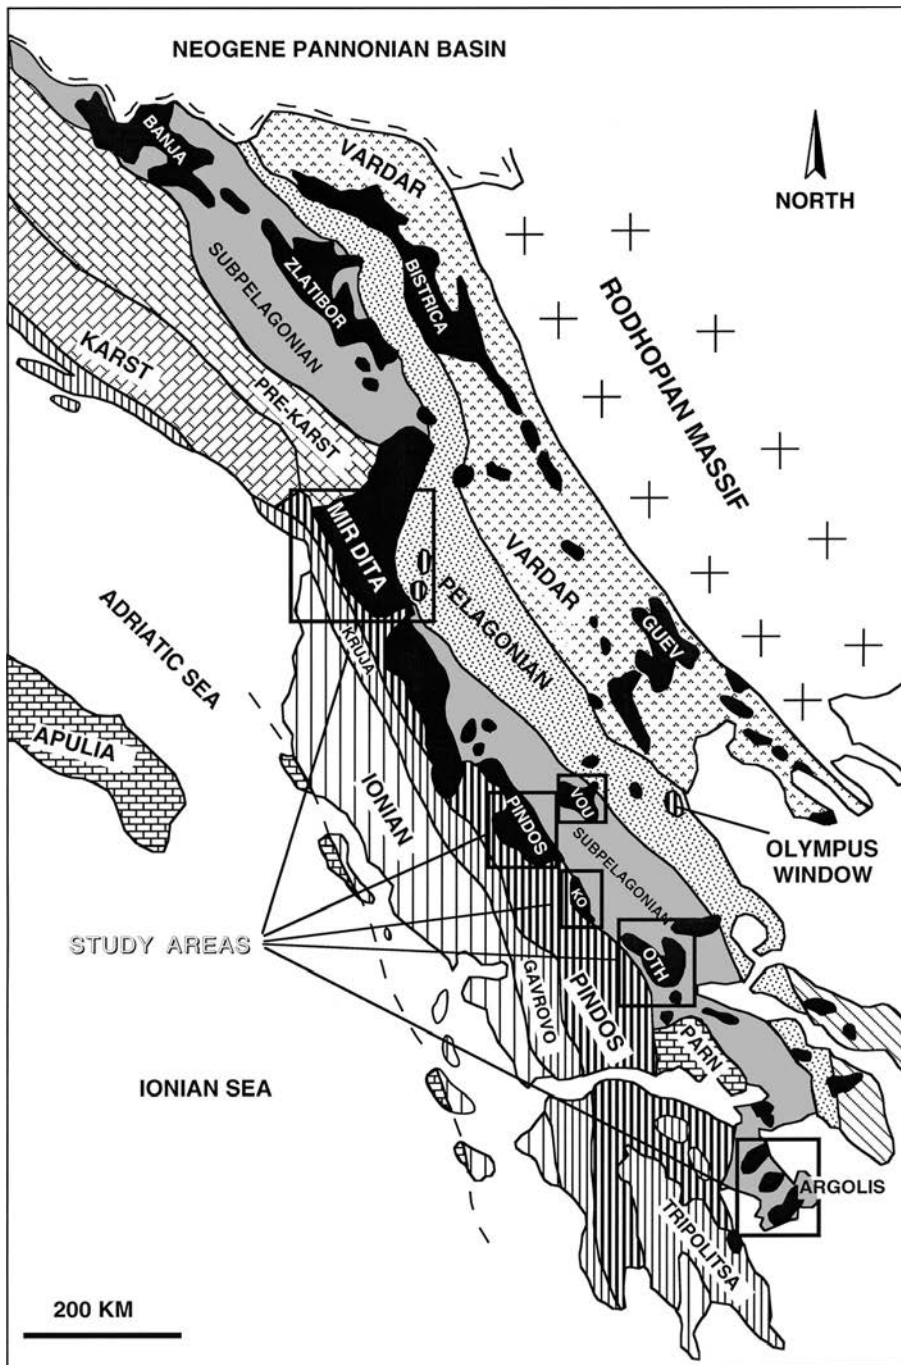 NEOGENE PANNONIAN BASIN
VARDAR
BANJA
NORTH
SUBPELAGONIAN
ZLATIBOR
BISTRICA
RODHOPIAN MASSIF
KARST
PRE-KARST
MIRDITA
VARDAR
PELAGONIAN
GUEV
ADRIATIC SEA
KRUJA
APULIA
IONIAN
PINDOS
VOU
SUBPELAGONIAN
OLYMPUS
WINDOW
KO
STUDY AREAS
OTH
GAVROVO
PINDOS
PARN
IONIAN SEA
ARGOLIS
TRIPOLITSA
200 KM